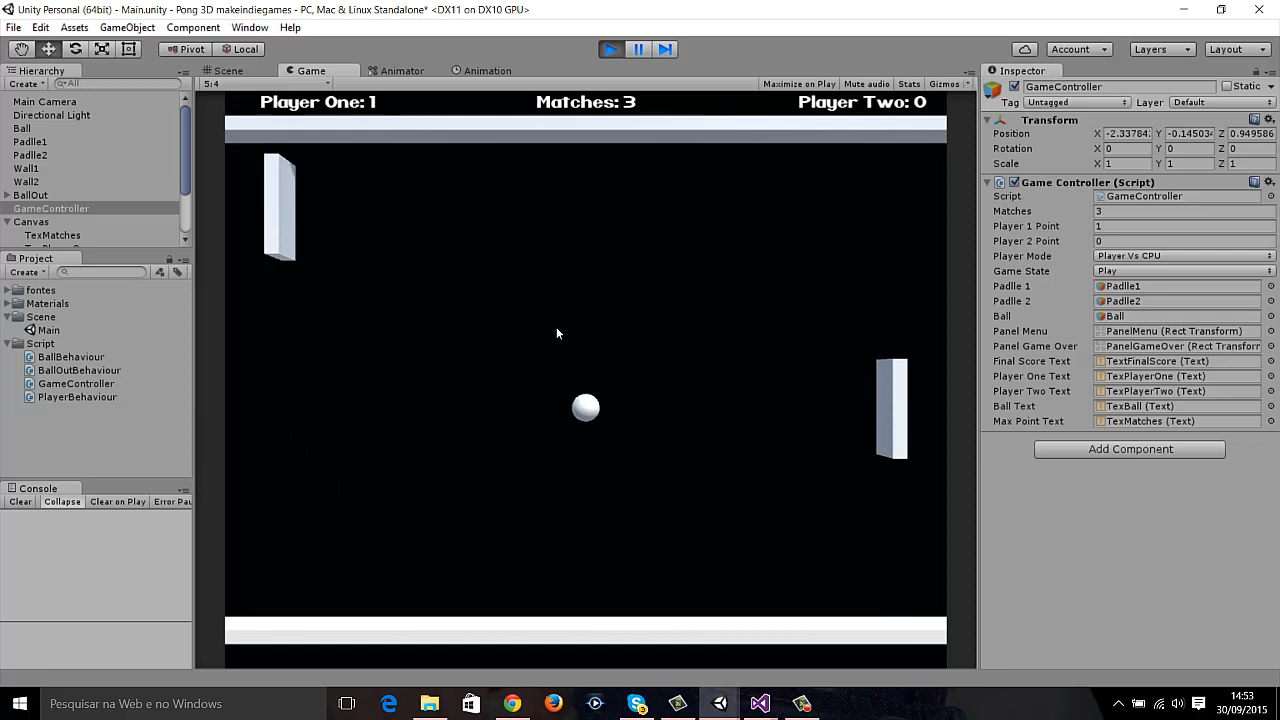 Unity Personal (64bit) - Main.unity - Pong 3D makeindiegames - PC, Mac & Linux Standalone* <DX11 on DX10 GPU>
File Edit Assets GameObject Component Window Help
Pivot Local Account Layers Layout
Hierarchy
Create All
Main Camera
Directional Light
Ball
Padlle1
Padlle2
Wall1
Wall2
BallOut
GameController
Canvas
TexMatches
Project
Create
fontes
Materials
Scene
Main
Script
BallBehaviour
BallOutBehaviour
GameController
PlayerBehaviour
Console
Clear Collapse Clear on Play Error Pau
Scene Game Animator Animation
5:4 Maximize on Play Mute audio Stats Gizmos
Player One: 1 Matches: 3 Player Two: 0
Inspector
GameController Static
Tag Untagged Layer Default
Transform
Position X -2.3378 Y -0.14503 Z 0.949586
Rotation X 0 Y 0 Z 0
Scale X 1 Y 1 Z 1
Game Controller (Script)
Script GameController
Matches 3
Player 1 Point 1
Player 2 Point 0
Player Mode Player Vs CPU
Game State Play
Padlle 1 Padlle1
Padlle 2 Padlle2
Ball Ball
Panel Menu PanelMenu (Rect Transform)
Panel Game Over PanelGameOver (Rect Transform
Final Score Text TextFinalScore (Text)
Player One Text TexPlayerOne (Text)
Player Two Text TexPlayerTwo (Text)
Ball Text TexBall (Text)
Max Point Text TexMatches (Text)
Add Component
Pesquisar na Web e no Windows
14:53
30/09/2015